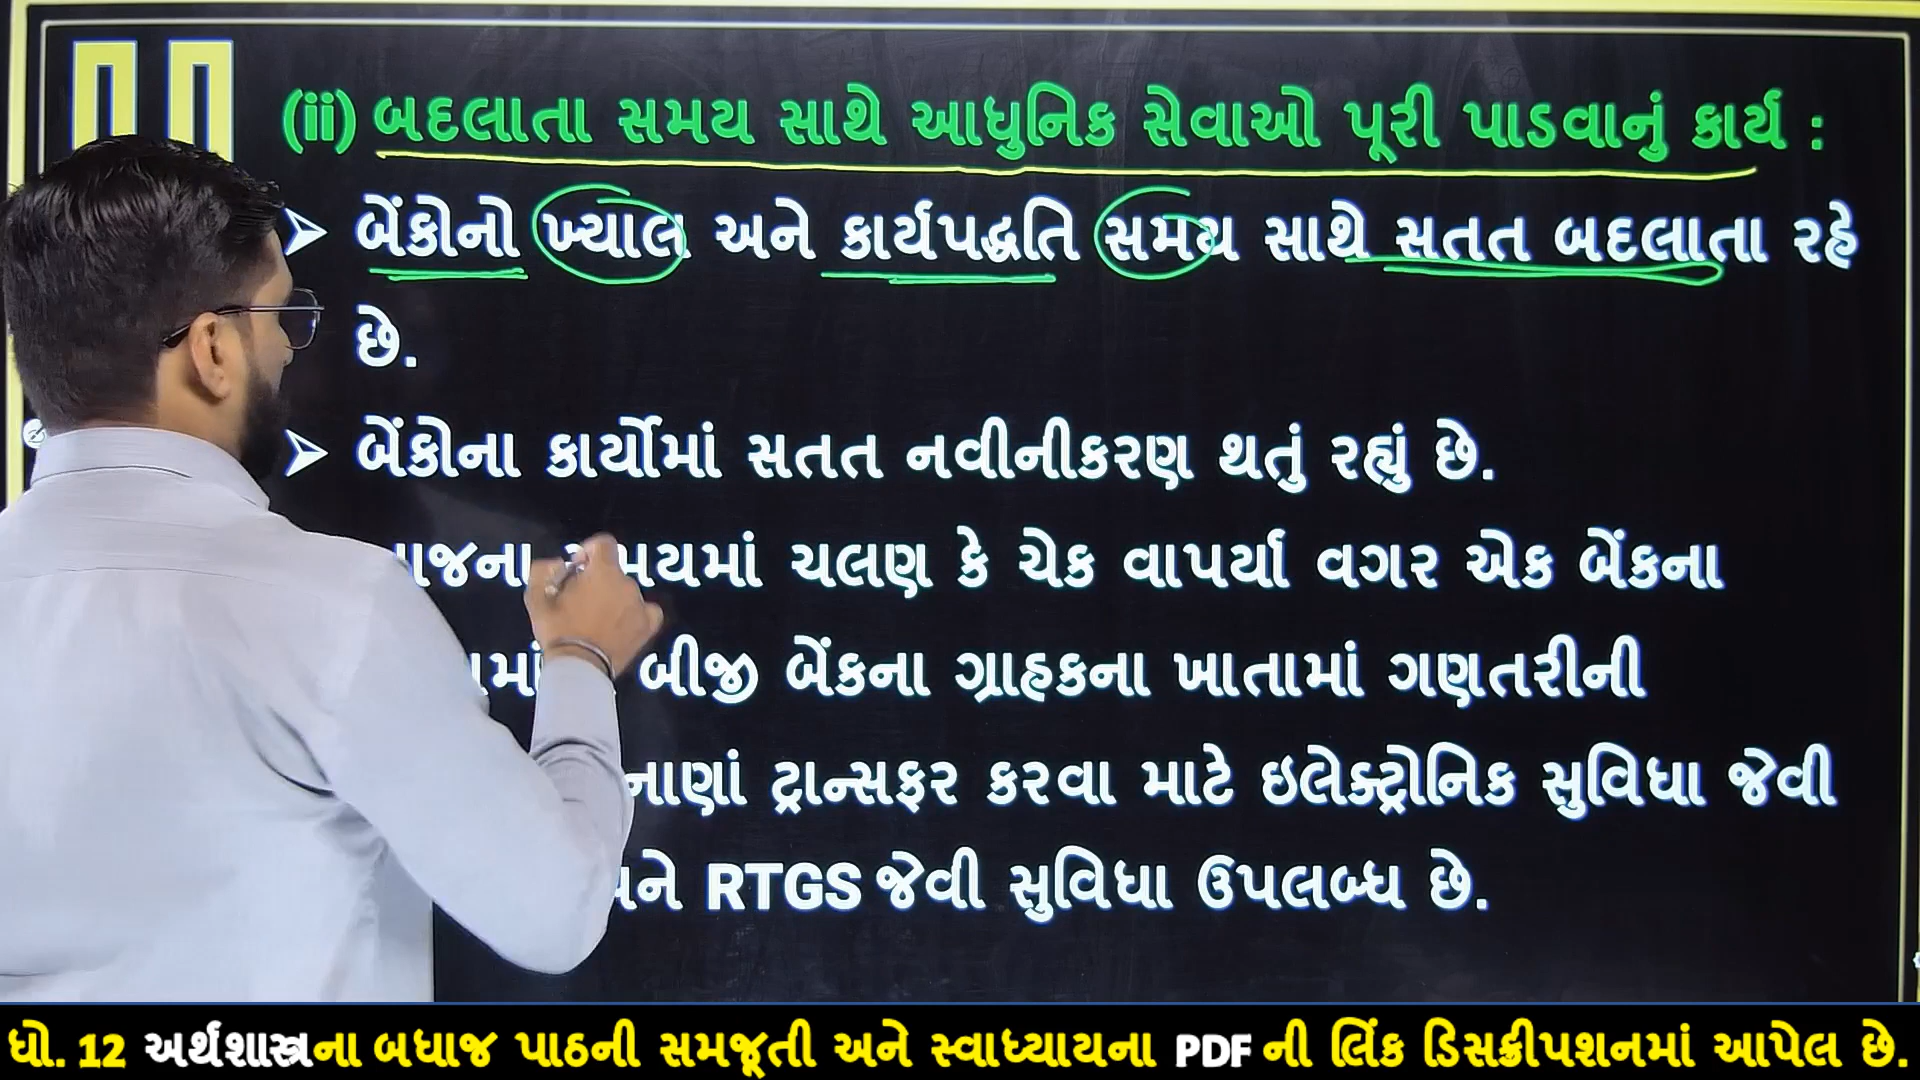 (ii) બદલાતા સમય સાથે આધુનિક સેવાઓ પૂરી પાડવાનું કાર્ય :
➤ બેંકોનો ખ્યાલ અને કાર્યપદ્ધતિ સમય સાથે સતત બદલાતા રહે
છે.
➤ બેંકોના કાર્યોમાં સતત નવીનીકરણ થતું રહ્યું છે.
ચલણ કે ચેક વાપર્યા વગર એક બેંકના
બીજી બેંકના ગ્રાહકના ખાતામાં ગણતરીની
નાણાં ટ્રાન્સફર કરવા માટે ઇલેક્ટ્રોનિક સુવિધા જેવી
RTGS જેવી સુવિધા ઉપલબ્ધ છે.
ધો. 12 અર્થશાસ્ત્રના બધાજ પાઠની સમજૂતી અને સ્વાધ્યાયના PDF ની લિંક ડિસક્રીપશનમાં આપેલ છે.